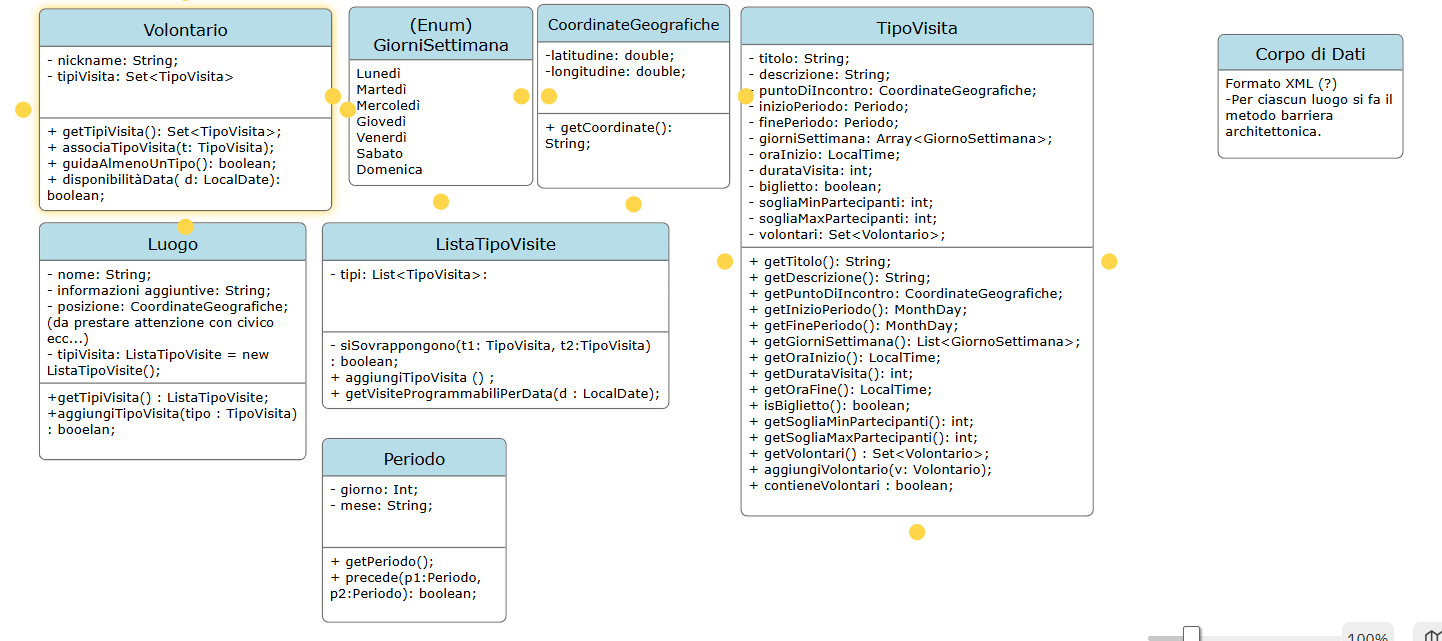 Volontario
- nickname: String;
- tipiVisita: Set<TipoVisita>
+ getTipiVisita(): Set<TipoVisita>;
+ associaTipoVisita(t: TipoVisita);
+ guidaAlmenoUnTipo(): boolean;
+ disponibilitàData( d: LocalDate):
boolean;
(Enum)
GiorniSettimana
Lunedì
Martedì
Mercoledì
Giovedì
Venerdì
Sabato
Domenica
CoordinateGeografiche
-latitudine: double;
-longitudine: double;
+ getCoordinate():
String;
TipoVisita
- titolo: String;
- descrizione: String;
- puntoDiIncontro: CoordinateGeografiche;
- inizioPeriodo: Periodo;
- finePeriodo: Periodo;
- giorniSettimana: Array<GiornoSettimana>;
- oraInizio: LocalTime;
- durataVisita: int;
- biglietto: boolean;
- sogliaMinPartecipanti: int;
- sogliaMaxPartecipanti: int;
- volontari: Set<Volontario>;
+ getTitolo(): String;
+ getDescrizione(): String;
+ getPuntoDiIncontro: CoordinateGeografiche;
+ getInizioPeriodo(): MonthDay;
+ getFinePeriodo(): MonthDay;
+ getGiorniSettimana(): List<GiornoSettimana>;
+ getOraInizio(): LocalTime;
+ getDurataVisita(): int;
+ getOraFine(): LocalTime;
+ isBiglietto(): boolean;
+ getSogliaMinPartecipanti(): int;
+ getSogliaMaxPartecipanti(): int;
+ getVolontari() : Set<Volontario>;
+ aggiungiVolontario(v: Volontario);
+ contieneVolontari : boolean;
Corpo di Dati
Formato XML (?)
-Per ciascun luogo si fa il
metodo barriera
architettonica.
Luogo
- nome: String;
- informazioni aggiuntive: String;
- posizione: CoordinateGeografiche;
(da prestare attenzione con civico
ecc...)
- tipiVisita: ListaTipoVisite = new
ListaTipoVisite();
+getTipiVisita() : ListaTipoVisite;
+aggiungiTipoVisita(tipo : TipoVisita)
: booelan;
ListaTipoVisite
- tipi: List<TipoVisita>:
- siSovrappongono(t1: TipoVisita, t2:TipoVisita)
: boolean;
+ aggiungiTipoVisita () ;
+ getVisiteProgrammabiliPerData(d : LocalDate);
Periodo
- giorno: Int;
- mese: String;
+ getPeriodo();
+ precede(p1:Periodo,
p2:Periodo): boolean;
100%